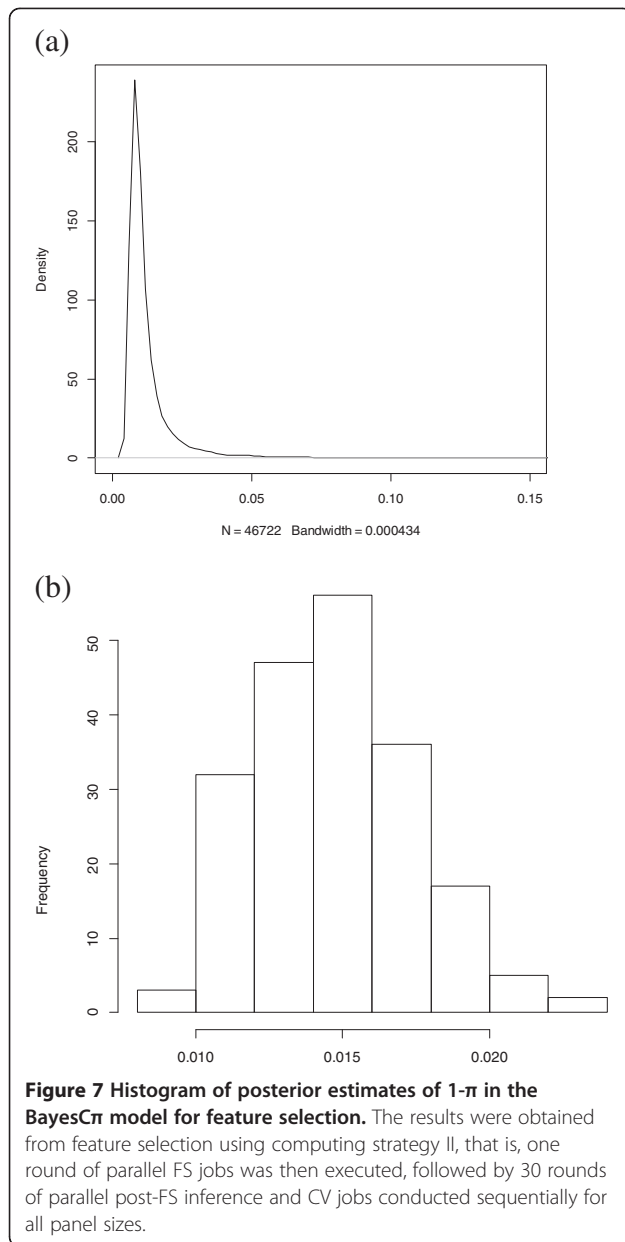 (a)
200
150
100
50
0
Density
0.00 0.05 0.10 0.15
N = 46722 Bandwidth = 0.000434
(b)
50
40
30
20
10
0
Frequency
0.010 0.015 0.020
Figure 7 Histogram of posterior estimates of 1-π in the
BayesCπ model for feature selection. The results were obtained
from feature selection using computing strategy II, that is, one
round of parallel FS jobs was then executed, followed by 30 rounds
of parallel post-FS inference and CV jobs conducted sequentially for
all panel sizes.